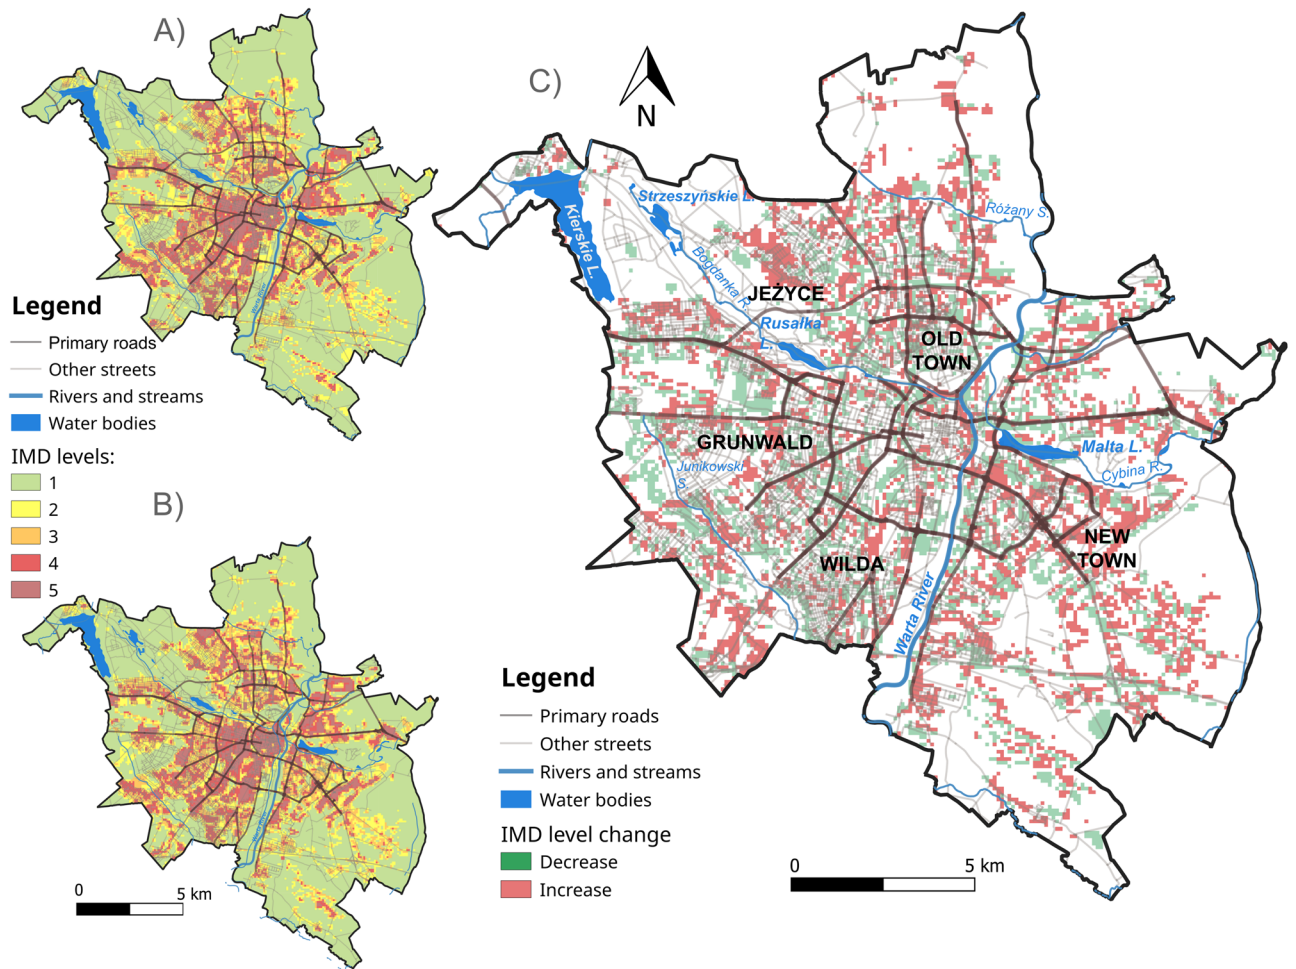 A)
Legend
Primary roads
Other streets
Rivers and streams
Water bodies
IMD levels:
1
2
3
4
5
B)
0 5 km
C)
N
Strzeszyńskie L.
Kierskie L.
Bogdanka R.
Różany S.
JEŻYCE
Rusałka
L.
OLD
TOWN
GRUNWALD
Malta L.
Junikowski
S.
Cybina R.
NEW
TOWN
WILDA
Warta River
Legend
Primary roads
Other streets
Rivers and streams
Water bodies
IMD level change
Decrease
Increase
0 5 km